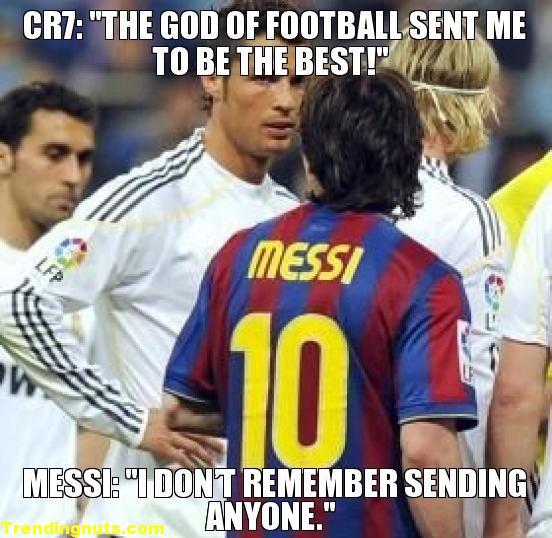 CR7: "THE GOD OF FOOTBALL SENT ME
TO BE THE BEST!"
LFP
MESSI
10
MESSI: "I DON'T REMEMBER SENDING
ANYONE."
Trendingnuts.com